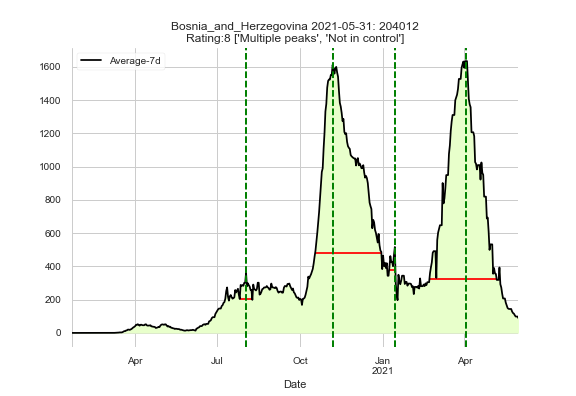 Bosnia_and_Herzegovina 2021-05-31: 204012
Rating:8 ['Multiple peaks', 'Not in control']
Average-7d
1600
1400
1200
1000
800
600
400
200
0
Apr
Jul
Oct
Jan
2021
Apr
Date